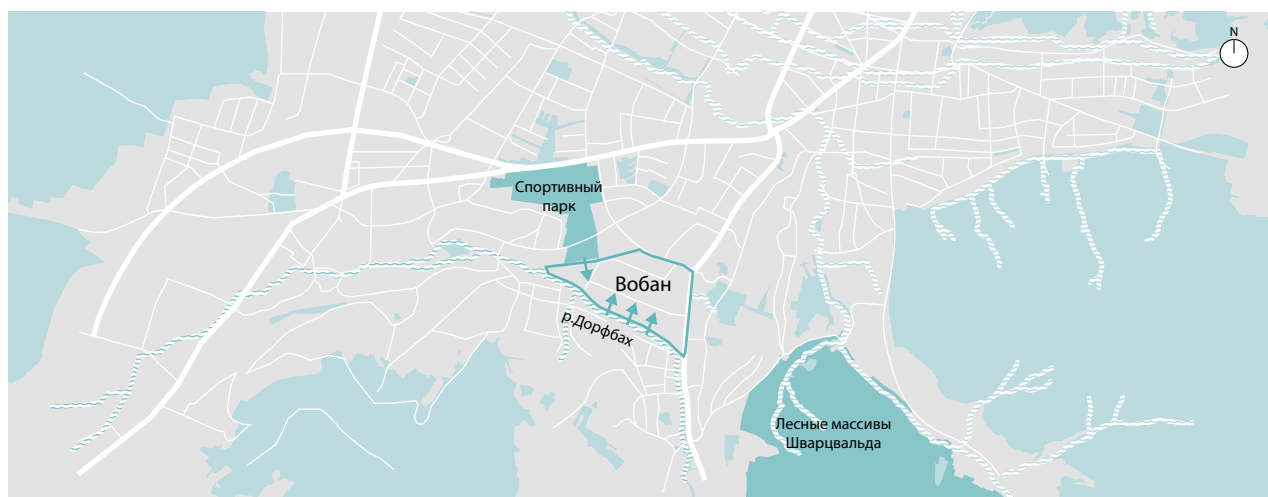 N
Спортивный
парк
Вобан
р.Дорфбах
Лесные массивы
Шварцвальда